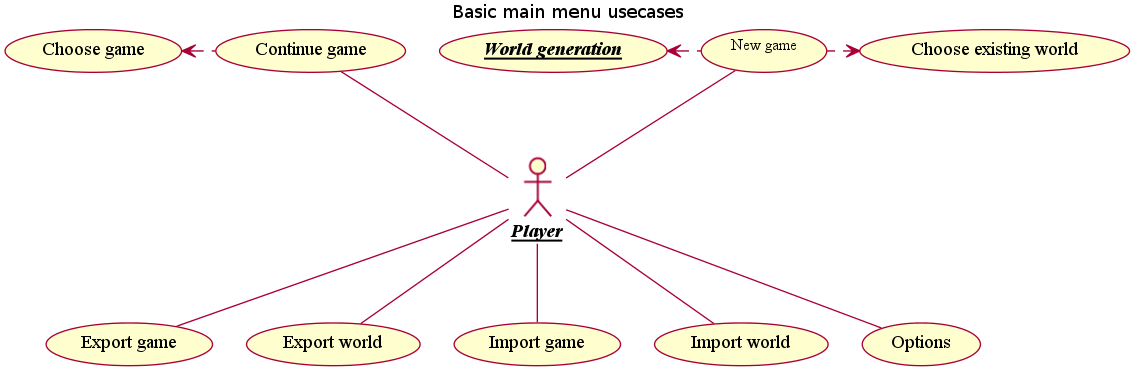 Basic main menu usecases
Choose game
Continue game
World generation
New game
Choose existing world
Player
Export game
Export world
Import game
Import world
Options